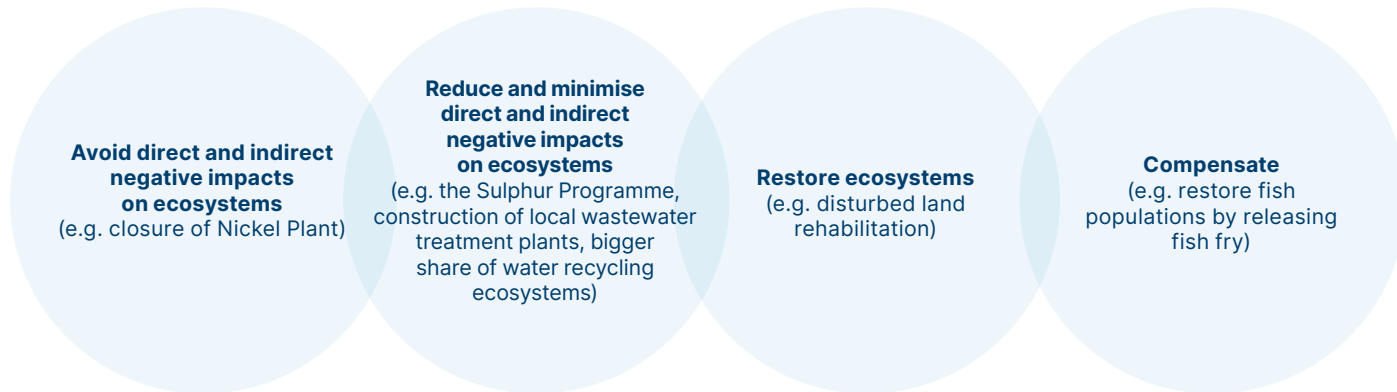 Avoid direct and indirect
negative impacts
on ecosystems
(e.g. closure of Nickel Plant)
Reduce and minimise
direct and indirect
negative impacts
on ecosystems
(e.g. the Sulphur Programme,
construction of local wastewater
treatment plants, bigger
share of water recycling
ecosystems)
Restore ecosystems
(e.g. disturbed land
rehabilitation)
Compensate
(e.g. restore fish
populations by releasing
fish fry)